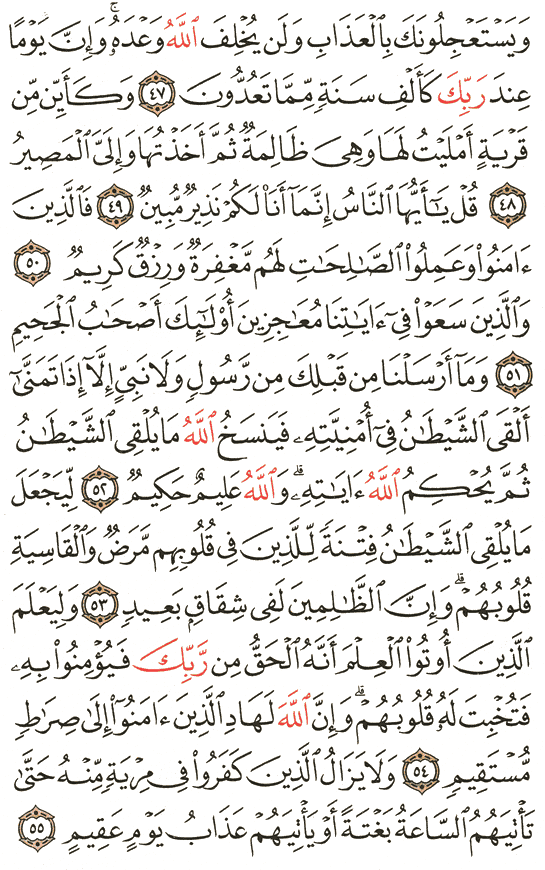 وَيَسۡتَعۡجِلُونَكَ بِٱلۡعَذَابِ وَلَن يُخۡلِفَ ٱللَّهُ وَعۡدَهُۥۚ وَإِنَّ يَوۡمًا
عِندَ رَبِّكَ كَأَلۡفِ سَنَةٖ مِّمَّا تَعُدُّونَ ٤٧ وَكَأَيِّن مِّن
قَرۡيَةٍ أَمۡلَيۡتُ لَهَا وَهِيَ ظَالِمَةٞ ثُمَّ أَخَذۡتُهَا وَإِلَيَّ ٱلۡمَصِيرُ
٤٨ قُلۡ يَٰٓأَيُّهَا ٱلنَّاسُ إِنَّمَآ أَنَا۠ لَكُمۡ نَذِيرٞ مُّبِينٞ ٤٩ فَٱلَّذِينَ
ءَامَنُواْ وَعَمِلُواْ ٱلصَّٰلِحَٰتِ لَهُم مَّغۡفِرَةٞ وَرِزۡقٞ كَرِيمٞ ٥٠
وَٱلَّذِينَ سَعَوۡاْ فِيٓ ءَايَٰتِنَا مُعَٰجِزِينَ أُوْلَٰٓئِكَ أَصۡحَٰبُ ٱلۡجَحِيمِ
٥١ وَمَآ أَرۡسَلۡنَا مِن قَبۡلِكَ مِن رَّسُولٖ وَلَا نَبِيٍّ إِلَّآ إِذَا تَمَنَّىٰٓ
أَلۡقَى ٱلشَّيۡطَٰنُ فِيٓ أُمۡنِيَّتِهِۦ فَيَنسَخُ ٱللَّهُ مَا يُلۡقِي ٱلشَّيۡطَٰنُ
ثُمَّ يُحۡكِمُ ٱللَّهُ ءَايَٰتِهِۦۗ وَٱللَّهُ عَلِيمٌ حَكِيمٞ ٥٢ لِّيَجۡعَلَ
مَا يُلۡقِي ٱلشَّيۡطَٰنُ فِتۡنَةٗ لِّلَّذِينَ فِي قُلُوبِهِم مَّرَضٞ وَٱلۡقَاسِيَةِ
قُلُوبُهُمۡۗ وَإِنَّ ٱلظَّٰلِمِينَ لَفِي شِقَاقِۭ بَعِيدٖ ٥٣ وَلِيَعۡلَمَ
ٱلَّذِينَ أُوتُواْ ٱلۡعِلۡمَ أَنَّهُ ٱلۡحَقُّ مِن رَّبِّكَ فَيُؤۡمِنُواْ بِهِۦ
فَتُخۡبِتَ لَهُۥ قُلُوبُهُمۡۗ وَإِنَّ ٱللَّهَ لَهَادِ ٱلَّذِينَ ءَامَنُوٓاْ إِلَىٰ صِرَٰطٖ
مُّسۡتَقِيمٖ ٥٤ وَلَا يَزَالُ ٱلَّذِينَ كَفَرُواْ فِي مِرۡيَةٖ مِّنۡهُ حَتَّىٰ
تَأۡتِيَهُمُ ٱلسَّاعَةُ بَغۡتَةً أَوۡ يَأۡتِيَهُمۡ عَذَابُ يَوۡمٍ عَقِيمٍ ٥٥